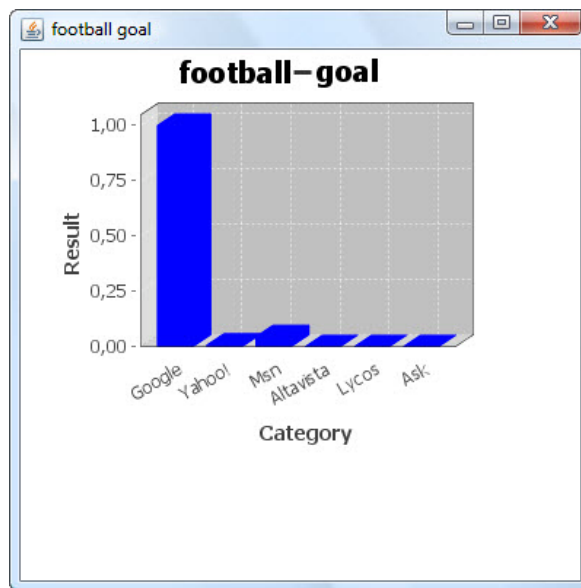 football goal
football-goal
1,00
0,75
0,50
0,25
0,00
Result
Google
Yahoo!
Msn
Altavista
Lycos
Ask
Category